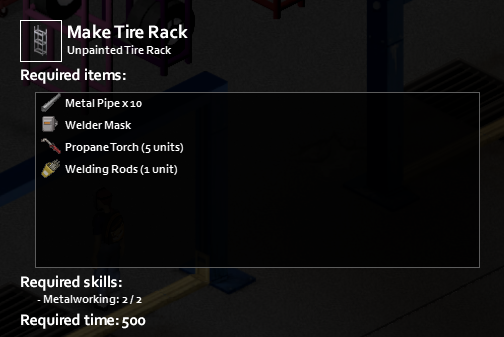 Make Tire Rack
Unpainted Tire Rack
Required items:
Metal Pipe x 10
Welder Mask
Propane Torch (5 units)
Welding Rods (1 unit)
Required skills:
- Metalworking: 2 / 2
Required time: 500